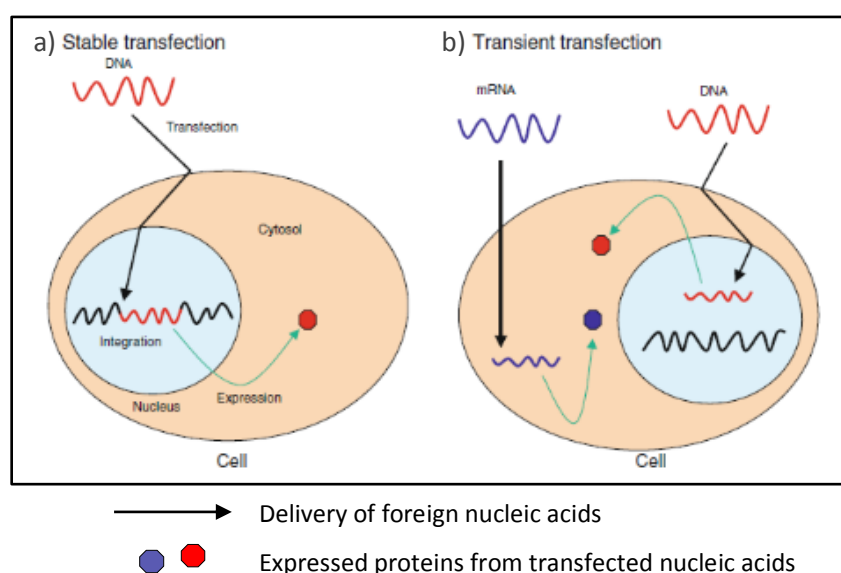 a) Stable transfection
DNA
Transfection
Cytosol
Integration
Nucleus
Expression
Cell
b) Transient transfection
mRNA
DNA
Cell
Delivery of foreign nucleic acids
Expressed proteins from transfected nucleic acids